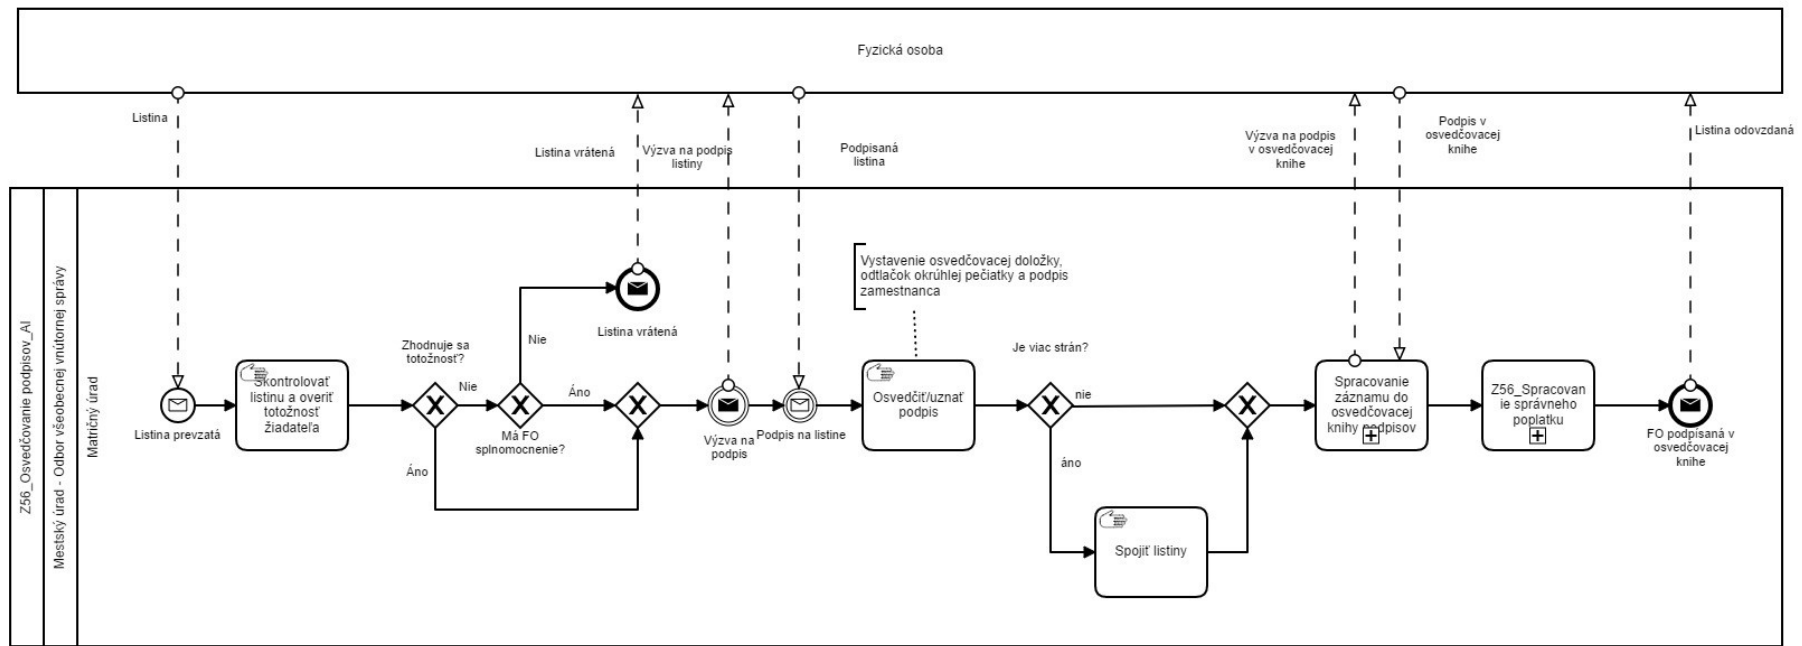 Fyzická osoba
Listina
Listina vrátená
Výzva na podpis
listiny
Podpisaná
listina
Výzva na podpis
v osvedčovacej
knihe
Podpis v
osvedčovacej
knihe
Listina odovzdaná
Z56_Osvedčovanie podpisov_AI
Mestský úrad - Odbor všeobecnej vnútornej správy
Matričný úrad
Listina prevzatá
Skontrolovať
listinu a overiť
totožnosť
žiadateľa
Zhodnuje sa
totožnosť?
Nie
Áno
Má FO
splnomocnenie?
Nie
Áno
Listina vrátená
Výzva na
podpis
Podpis na listine
Vystavenie osvedčovacej doložky,
odtlačok okrúhlej pečiatky a podpis
zamestnanca
Osvedčiť/uznať
podpis
Je viac strán?
nie
áno
Spojiť listiny
Spracovanie
záznamu do
osvedčovacej
knihy podpisov
Z56_Spracovan
ie správneho
poplatku
FO podpísaná v
osvedčovacej
knihe